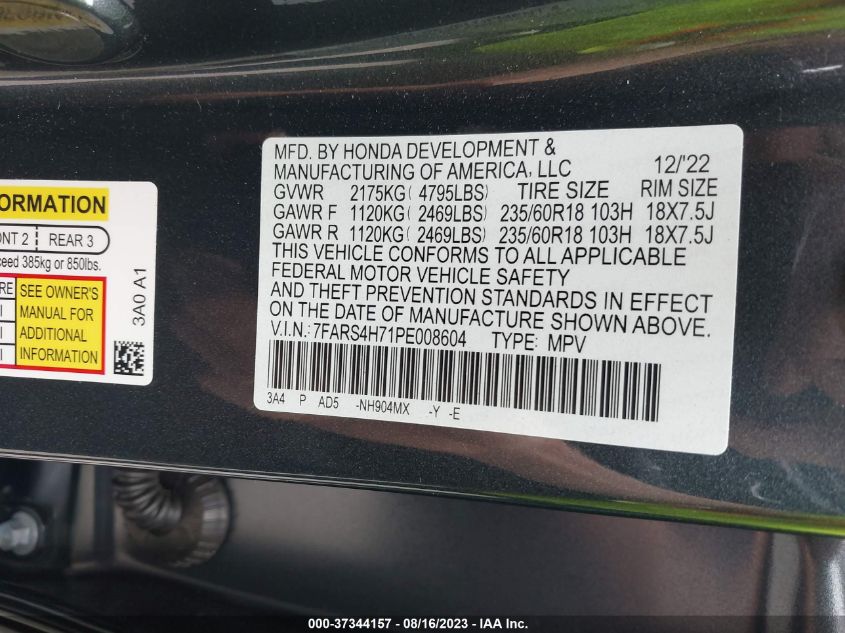 MFD. BY HONDA DEVELOPMENT &
MANUFACTURING OF AMERICA, LLC 12/'22
GVWR 2175KG( 4795LBS) TIRE SIZE RIM SIZE
GAWR F 1120KG( 2469LBS) 235/60R18 103H 18X7.5J
GAWR R 1120KG( 2469LBS) 235/60R18 103H 18X7.5J
THIS VEHICLE CONFORMS TO ALL APPLICABLE
FEDERAL MOTOR VEHICLE SAFETY
AND THEFT PREVENTION STANDARDS IN EFFECT
ON THE DATE OF MANUFACTURE SHOWN ABOVE.
V.I.N.: 7FARS4H71PE008604 TYPE: MPV
3A4 P AD5 -NH904MX -Y -E
ORMATION
ONT 2 REAR 3
ceed 385kg or 850lbs.
RE SEE OWNER'S
MANUAL FOR
ADDITIONAL
INFORMATION
3A0 A1
000-37344157 - 08/16/2023 - IAA Inc.